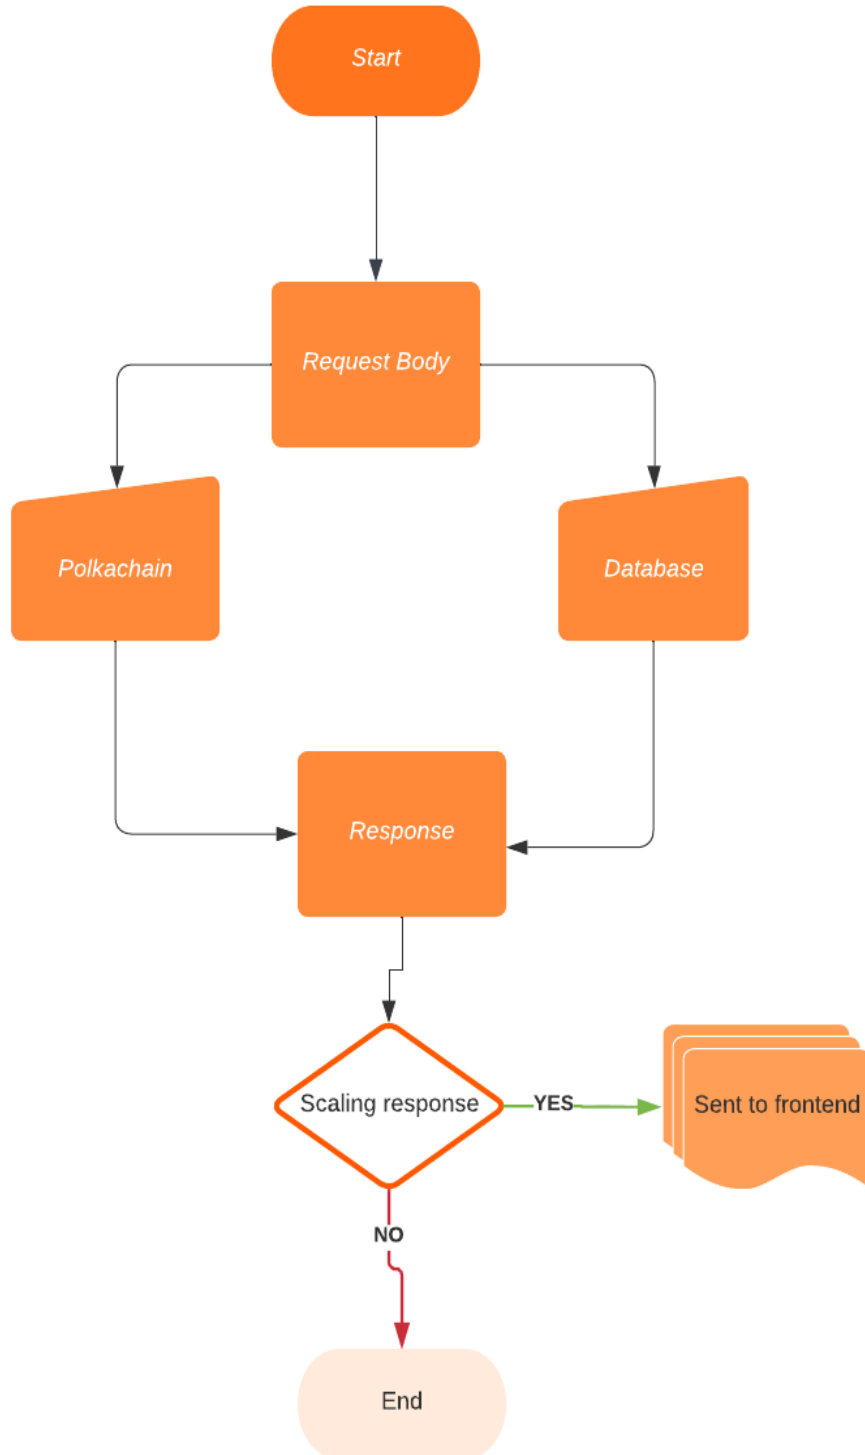 Start
Request Body
Polkachain
Database
Response
Scaling response
YES
Sent to frontend
NO
End